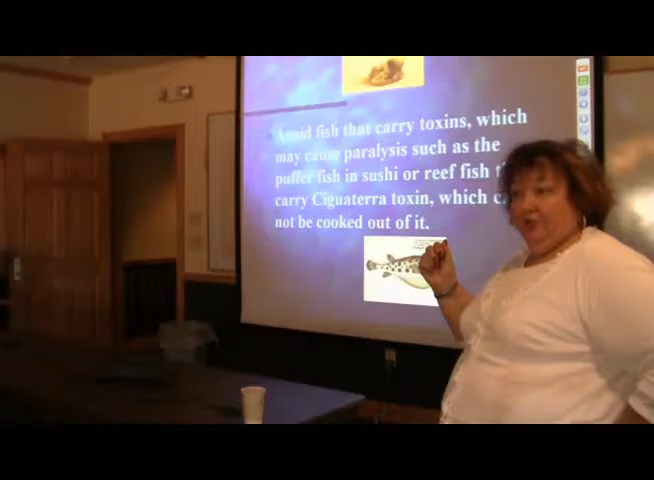 Avoid fish that carry toxins, which
may cause paralysis such as the
puffer fish in sushi or reef fish
carry Ciguaterra toxin, which
not be cooked out of it.